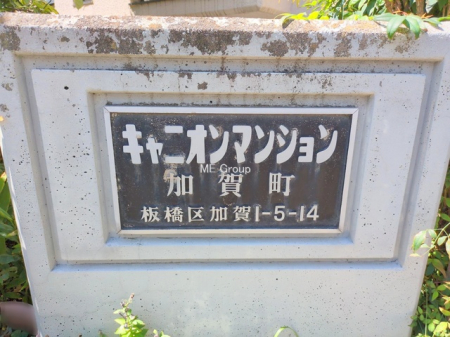 キャニオンマンション
ME Group
加賀町
板橋区加賀1-5-14